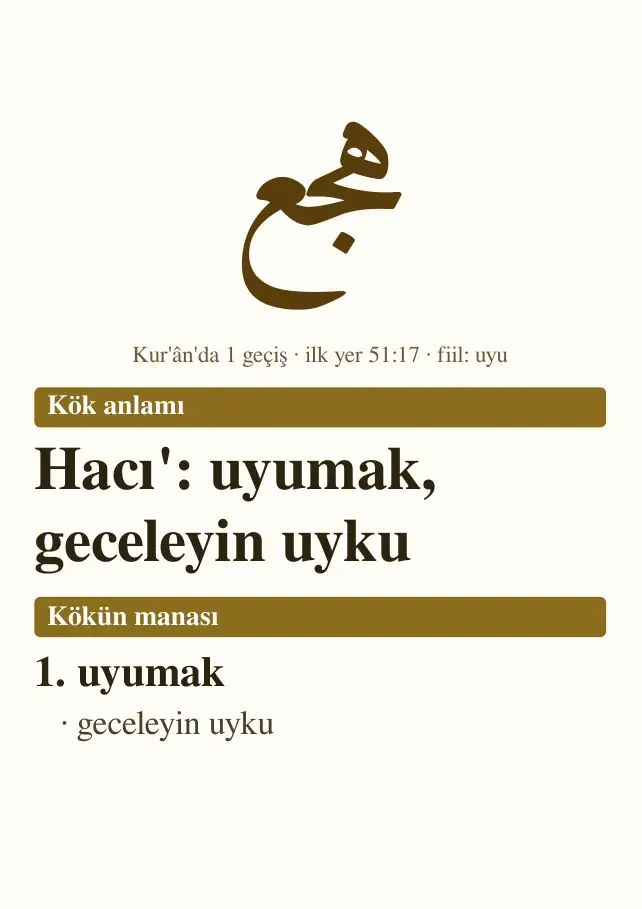 هجع
Kur'ân'da 1 geçiş · ilk yer 51:17 · fiil: uyu
Kök anlamı
Hacı': uyumak,
geceleyin uyku
Kökün manası
1. uyumak
· geceleyin uyku